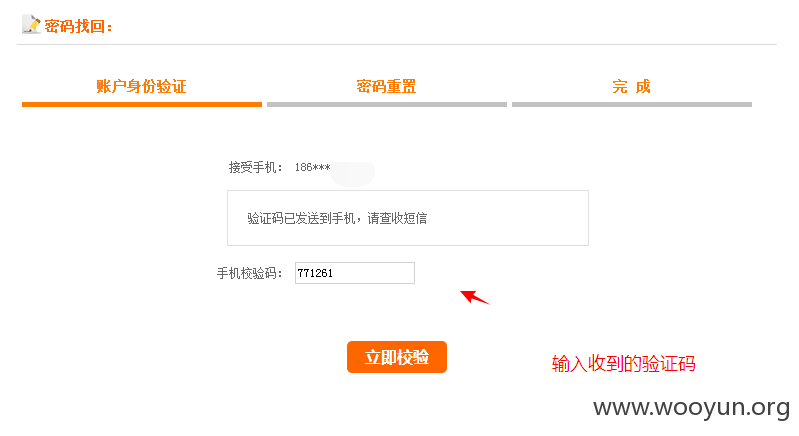 密码找回：
账户身份验证 密码重置 完 成
接受手机： 186***
验证码已发送到手机，请查收短信
手机校验码： 771261
立即校验
输入收到的验证码
www.wooyun.org